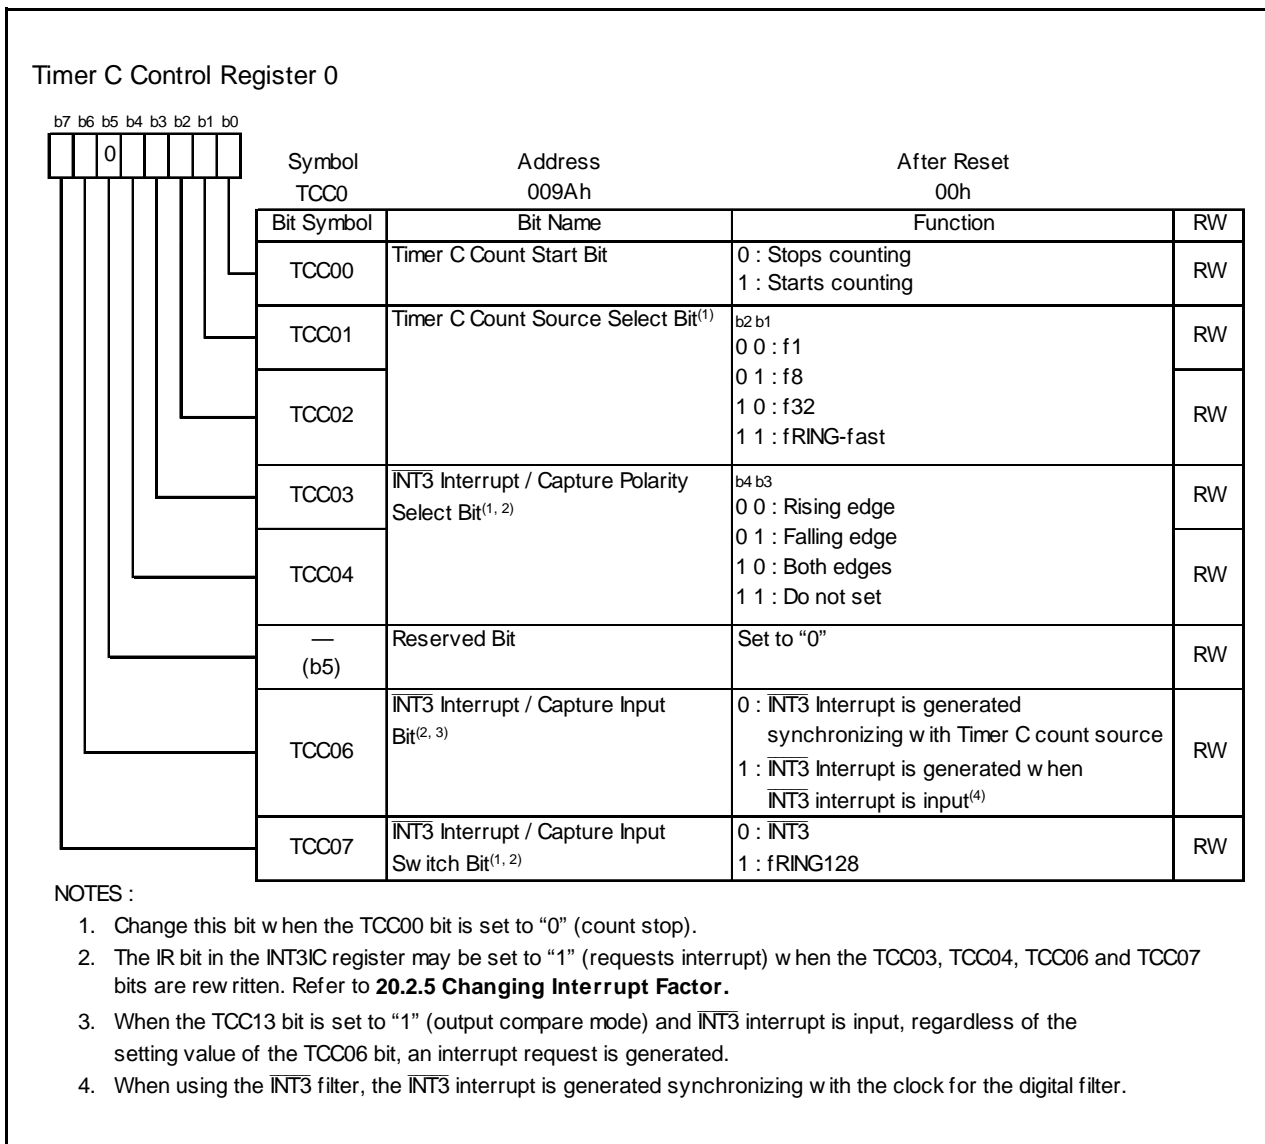 Timer C Control Register 0
b7 b6 b5 b4 b3 b2 b1 b0
0
Symbol Address After Reset
TCC0 009Ah 00h
Bit Symbol Bit Name Function RW
TCC00 Timer C Count Start Bit 0 : Stops counting RW
1 : Starts counting
TCC01 Timer C Count Source Select Bit(1) b2 b1 RW
0 0 : f1
0 1 : f8
TCC02 1 0 : f32 RW
1 1 : fRING-fast
TCC03 INT3 Interrupt / Capture Polarity b4 b3 RW
Select Bit(1, 2) 0 0 : Rising edge
0 1 : Falling edge
TCC04 1 0 : Both edges RW
1 1 : Do not set
— Reserved Bit Set to “0” RW
(b5)
TCC06 INT3 Interrupt / Capture Input 0 : INT3 Interrupt is generated RW
Bit(2, 3) synchronizing with Timer C count source
1 : INT3 Interrupt is generated when
INT3 interrupt is input(4)
TCC07 INT3 Interrupt / Capture Input 0 : INT3 RW
Switch Bit(1, 2) 1 : fRING128
NOTES :
1. Change this bit when the TCC00 bit is set to “0” (count stop).
2. The IR bit in the INT3IC register may be set to “1” (requests interrupt) when the TCC03, TCC04, TCC06 and TCC07
bits are rewritten. Refer to 20.2.5 Changing Interrupt Factor.
3. When the TCC13 bit is set to “1” (output compare mode) and INT3 interrupt is input, regardless of the
setting value of the TCC06 bit, an interrupt request is generated.
4. When using the INT3 filter, the INT3 interrupt is generated synchronizing with the clock for the digital filter.